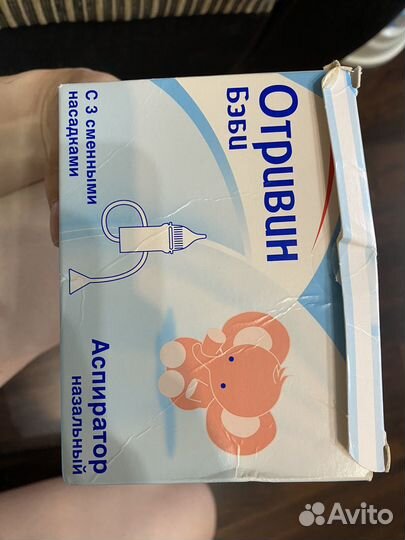 Отривин
Бэби
С 3 сменными
насадками
Аспиратор
назальный
Avito